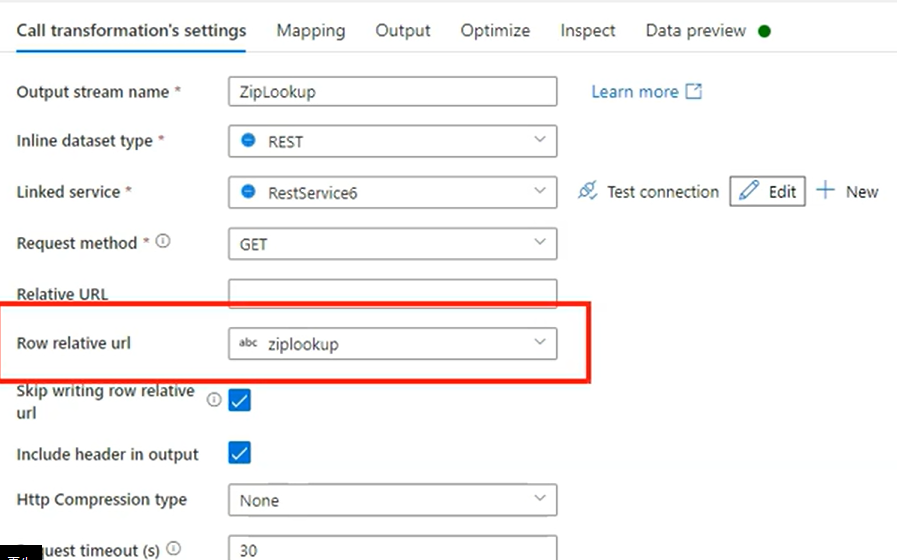 Call transformation's settings Mapping Output Optimize Inspect Data preview
Output stream name * ZipLookup Learn more
Inline dataset type * REST
Linked service * RestService6 Test connection Edit New
Request method * GET
Relative URL
Row relative url abc ziplookup
Skip writing row relative
url
Include header in output
Http Compression type None
quest timeout (s) 30